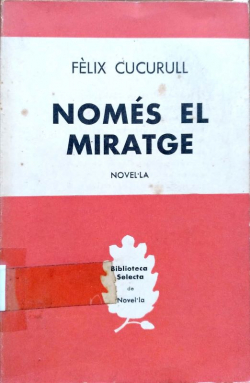 FÈLIX CUCURULL
NOMÉS EL
MIRATGE
NOVEL·LA
Biblioteca
Selecta
de
Novel·la